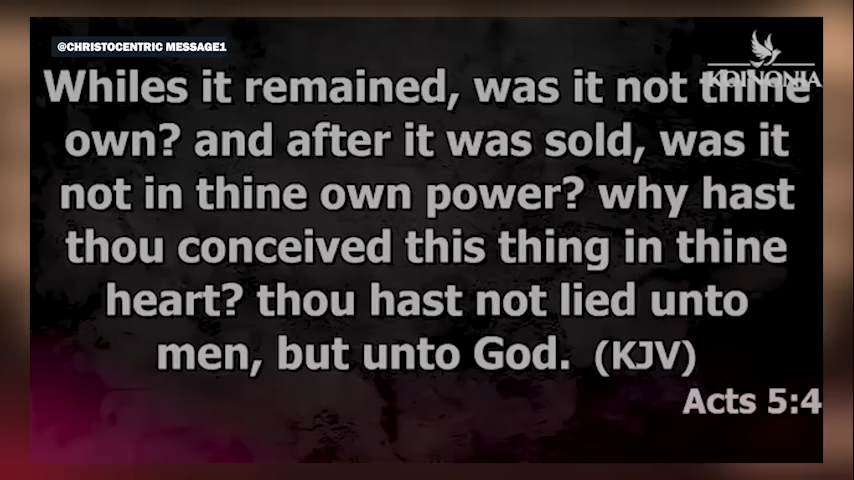 @CHRISTOCENTRIC MESSAGE1
KOINONIA
Whiles it remained, was it not thine
own? and after it was sold, was it
not in thine own power? why hast
thou conceived this thing in thine
heart? thou hast not lied unto
men, but unto God. (KJV)
Acts 5:4